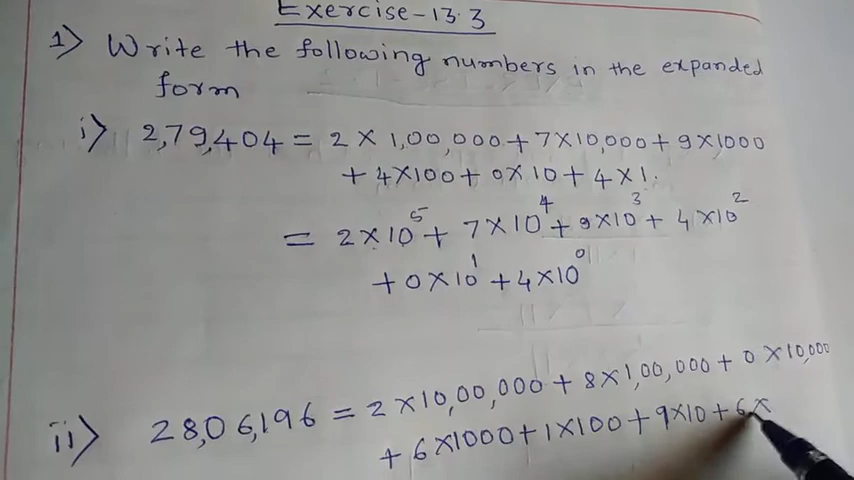 Exercise-13.3
1) Write the following numbers in the expanded
form
i) 2,79,404 = 2 × 1,00,000 + 7×10,000 + 9×1000
+ 4×100 + 0×10 + 4×1.
= 2×10⁵ + 7×10⁴ + 9×10³ + 4×10²
+ 0×10¹ + 4×10⁰
ii) 28,06,196 = 2×10,00,000 + 8×1,00,000 + 0×10,000
+ 6×1000 + 1×100 + 9×10 + 6×